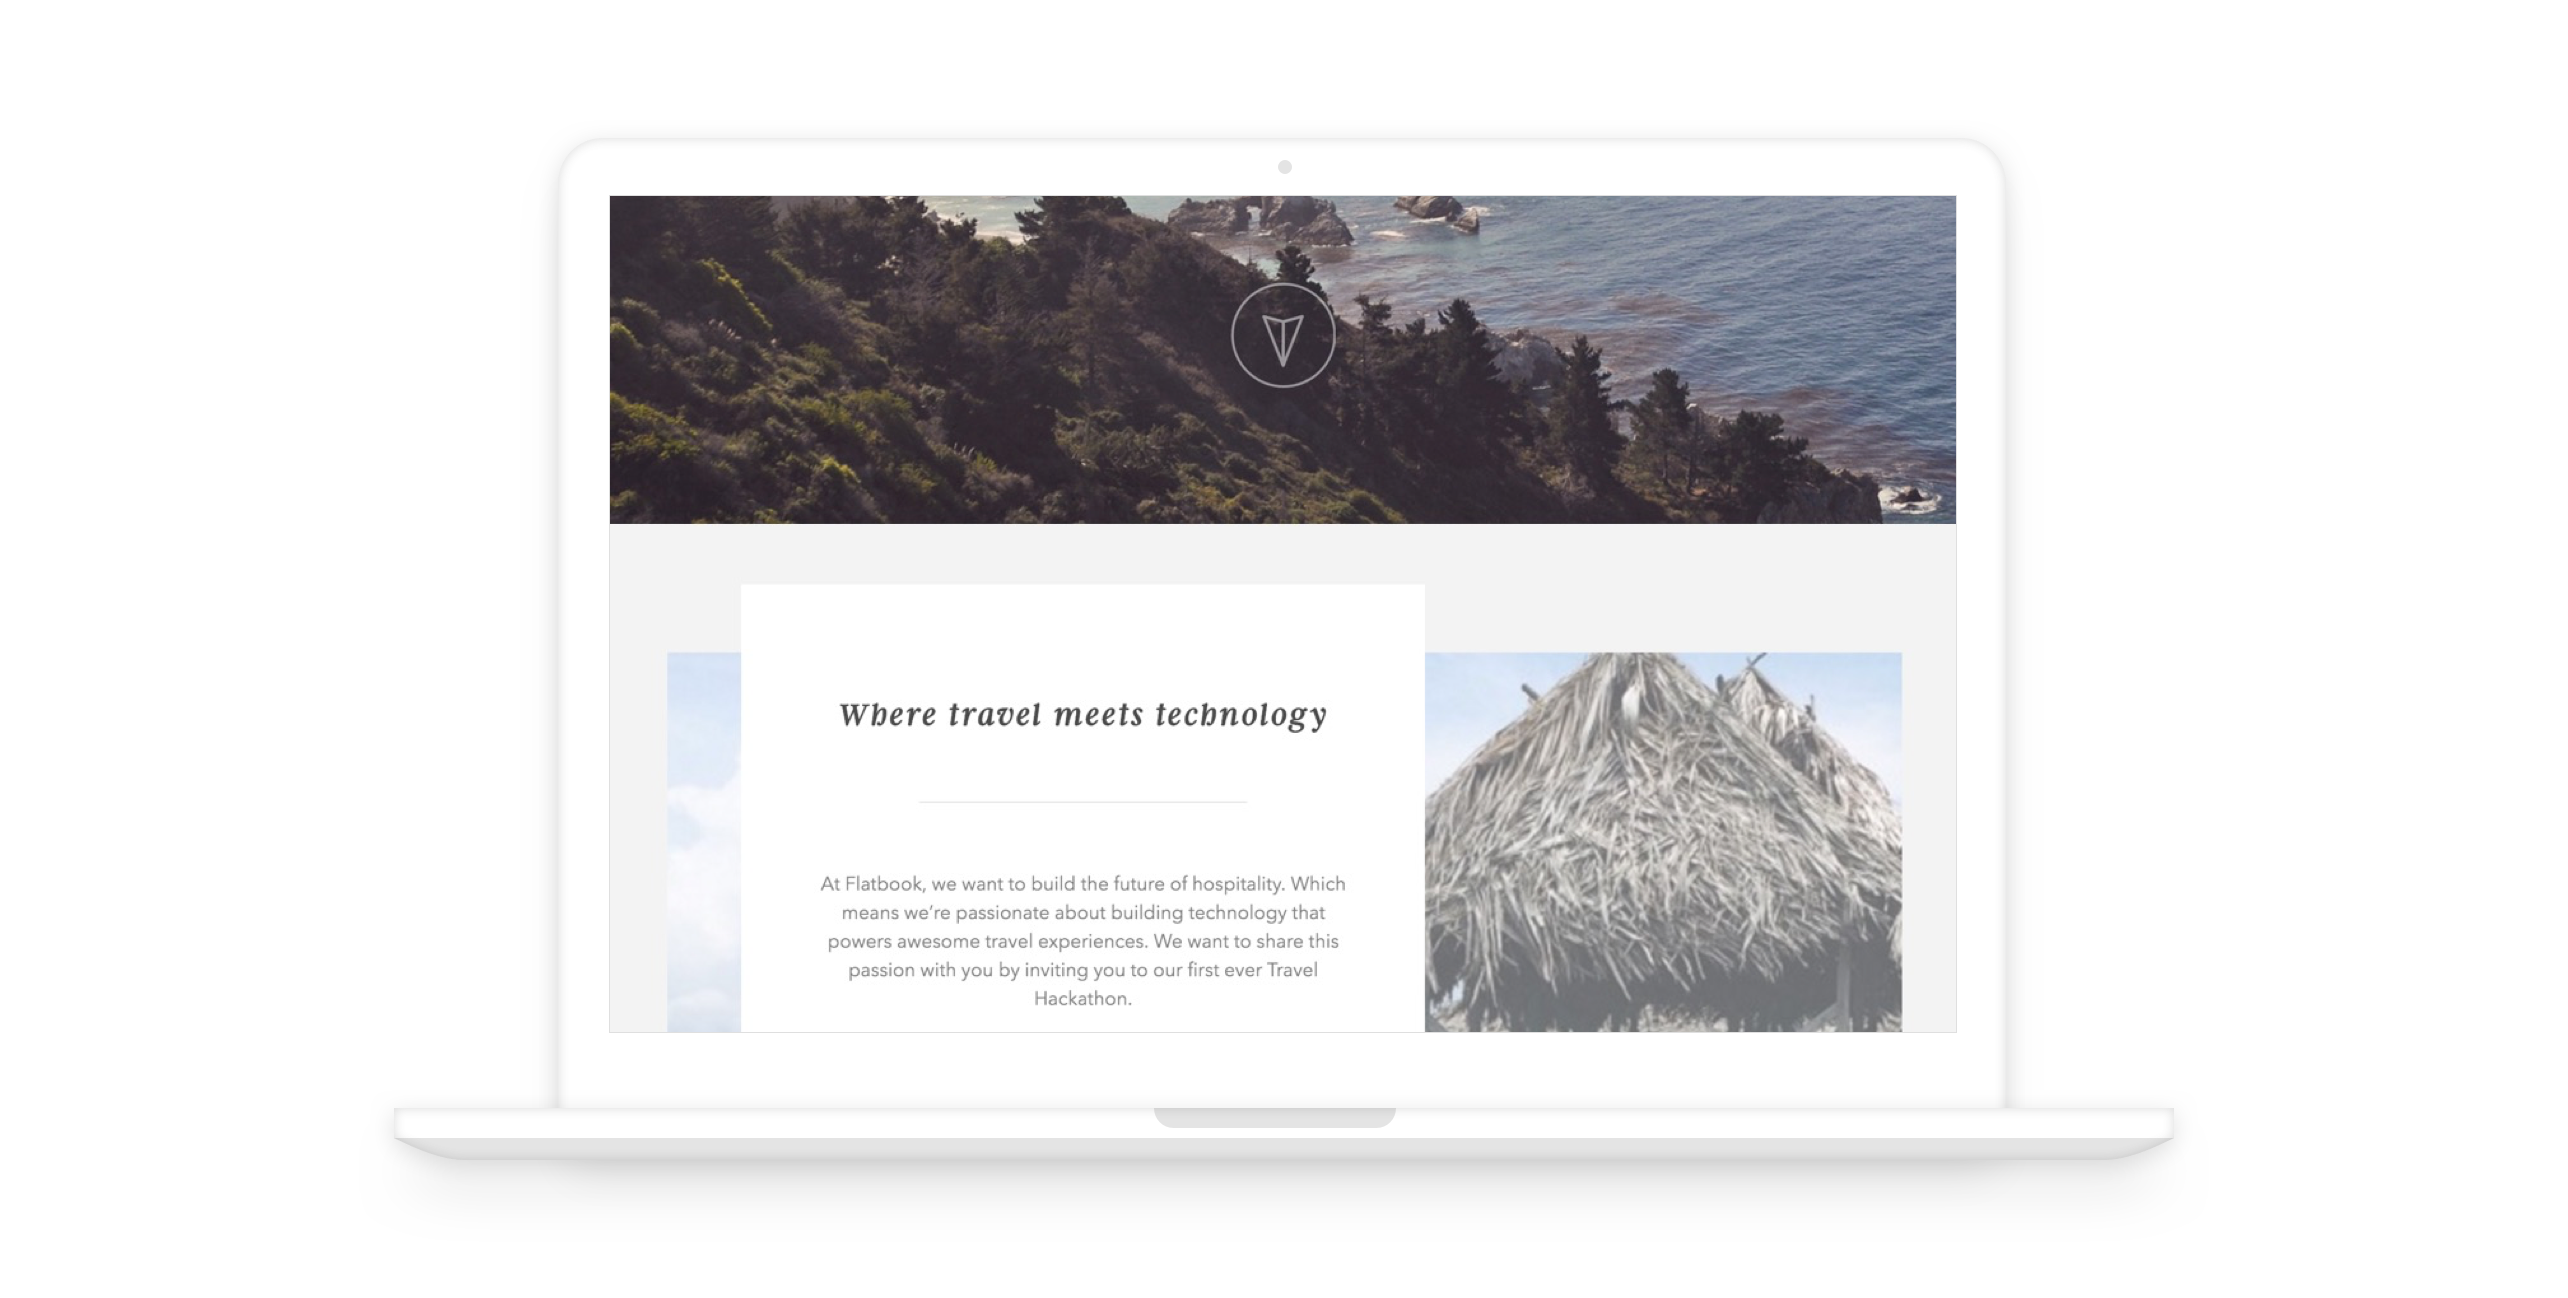 Where travel meets technology
At Flatbook, we want to build the future of hospitality. Which
means we’re passionate about building technology that
powers awesome travel experiences. We want to share this
passion with you by inviting you to our first ever Travel
Hackathon.